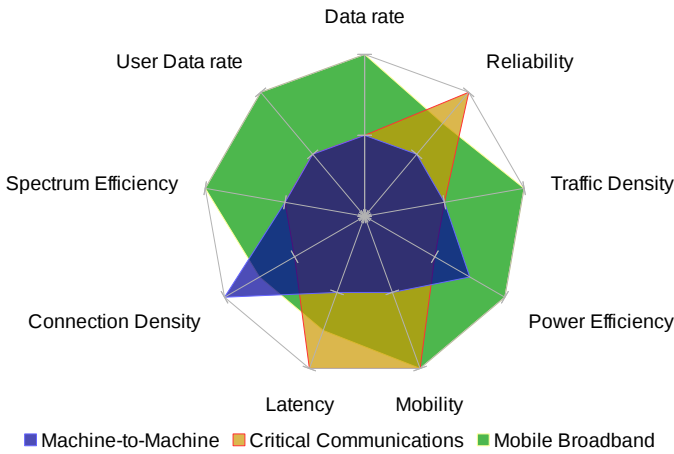 Data rate
User Data rate
Reliability
Spectrum Efficiency
Traffic Density
Connection Density
Power Efficiency
Latency
Mobility
Machine-to-Machine Critical Communications Mobile Broadband